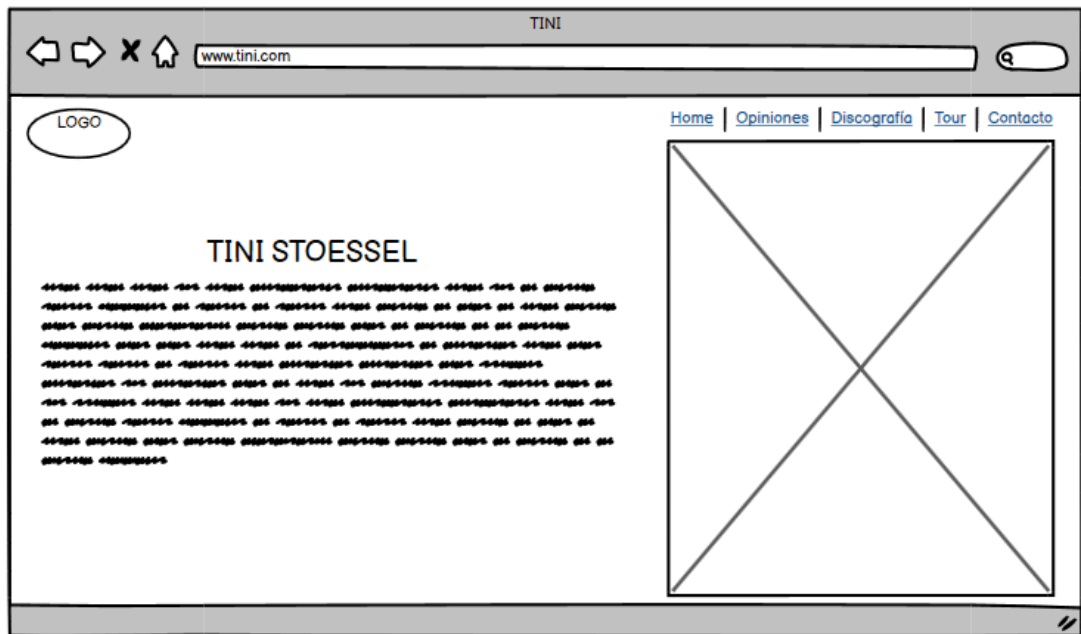 TINI
www.tini.com
LOGO
Home | Opiniones | Discografía | Tour | Contacto
TINI STOESSEL